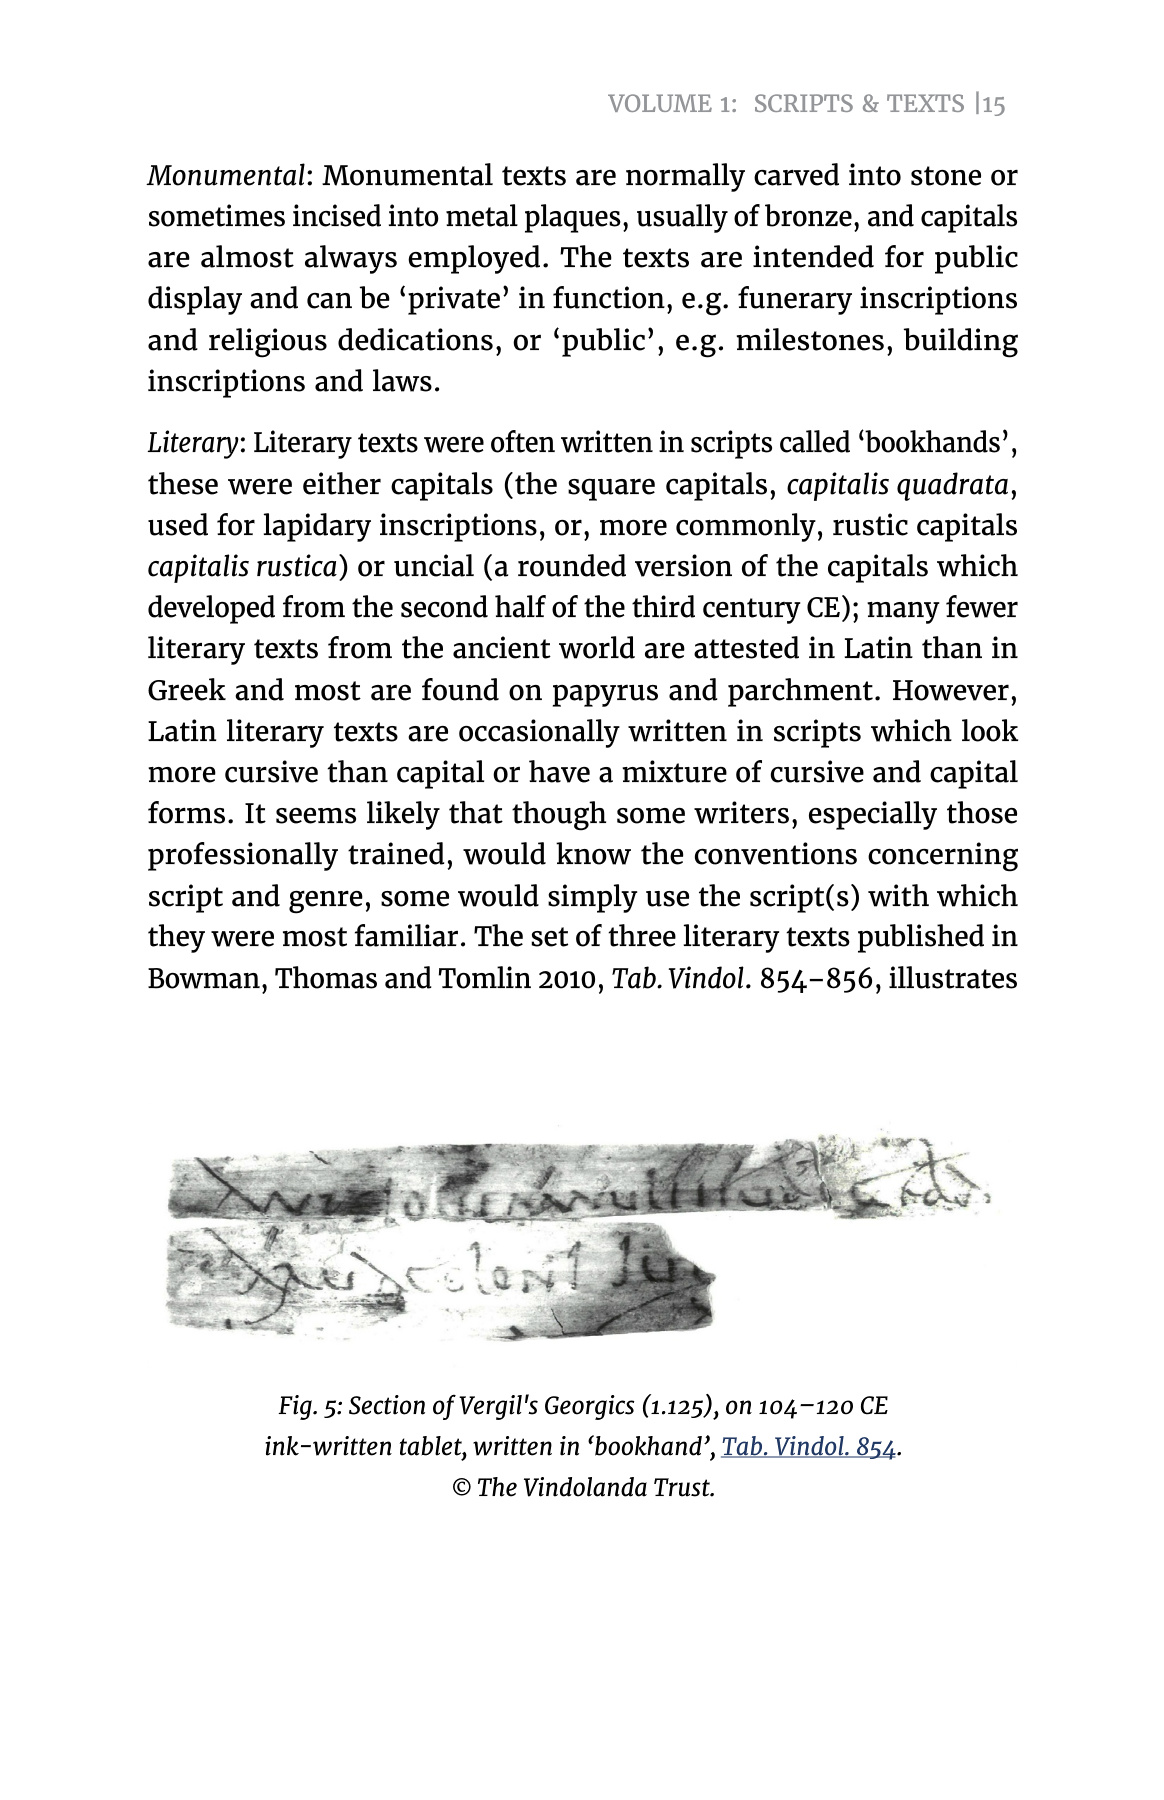 VOLUME 1: SCRIPTS & TEXTS |15
Monumental: Monumental texts are normally carved into stone or
sometimes incised into metal plaques, usually of bronze, and capitals
are almost always employed. The texts are intended for public
display and can be ‘private’ in function, e.g. funerary inscriptions
and religious dedications, or ‘public’, e.g. milestones, building
inscriptions and laws.
Literary: Literary texts were often written in scripts called ‘bookhands’,
these were either capitals (the square capitals, capitalis quadrata,
used for lapidary inscriptions, or, more commonly, rustic capitals
capitalis rustica) or uncial (a rounded version of the capitals which
developed from the second half of the third century CE); many fewer
literary texts from the ancient world are attested in Latin than in
Greek and most are found on papyrus and parchment. However,
Latin literary texts are occasionally written in scripts which look
more cursive than capital or have a mixture of cursive and capital
forms. It seems likely that though some writers, especially those
professionally trained, would know the conventions concerning
script and genre, some would simply use the script(s) with which
they were most familiar. The set of three literary texts published in
Bowman, Thomas and Tomlin 2010, Tab. Vindol. 854–856, illustrates
Fig. 5: Section of Vergil's Georgics (1.125), on 104–120 CE
ink-written tablet, written in ‘bookhand’, Tab. Vindol. 854.
© The Vindolanda Trust.